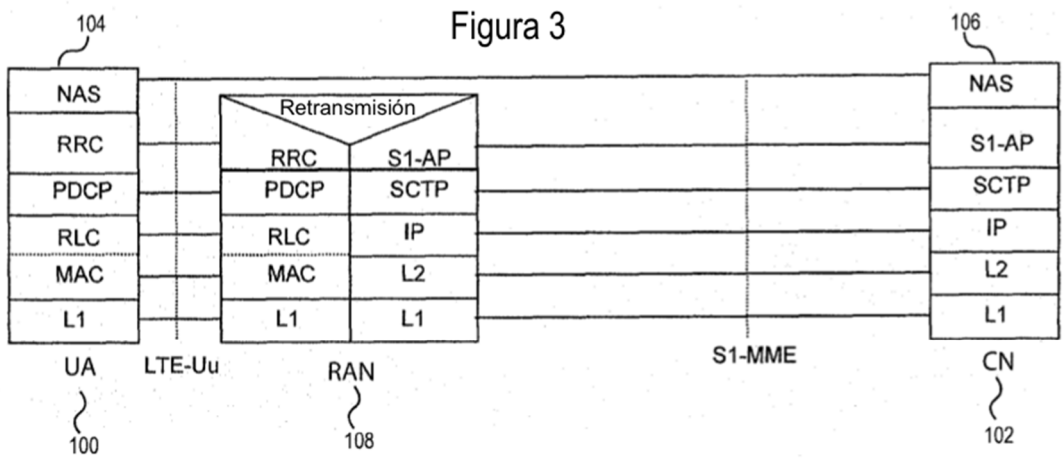 Figura 3
104
106
NAS
NAS
Retransmisión
RRC
RRC
S1-AP
S1-AP
PDCP
PDCP
SCTP
SCTP
RLC
RLC
IP
IP
MAC
MAC
L2
L2
L1
L1
L1
L1
UA
LTE-Uu
RAN
S1-MME
CN
100
108
102